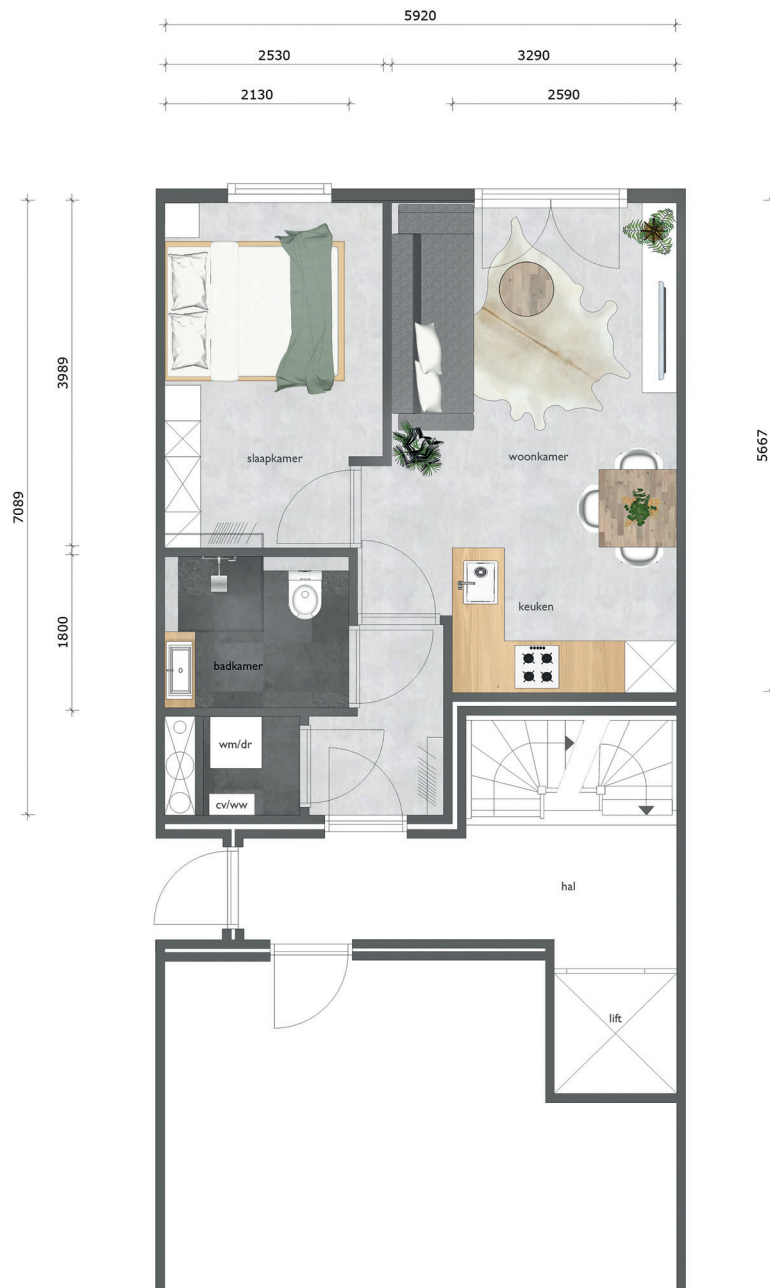 5920
2530
3290
2130
2590
3989
7089
5667
1800
slaapkamer
woonkamer
keuken
badkamer
wm/dr
cv/ww
hal
lift